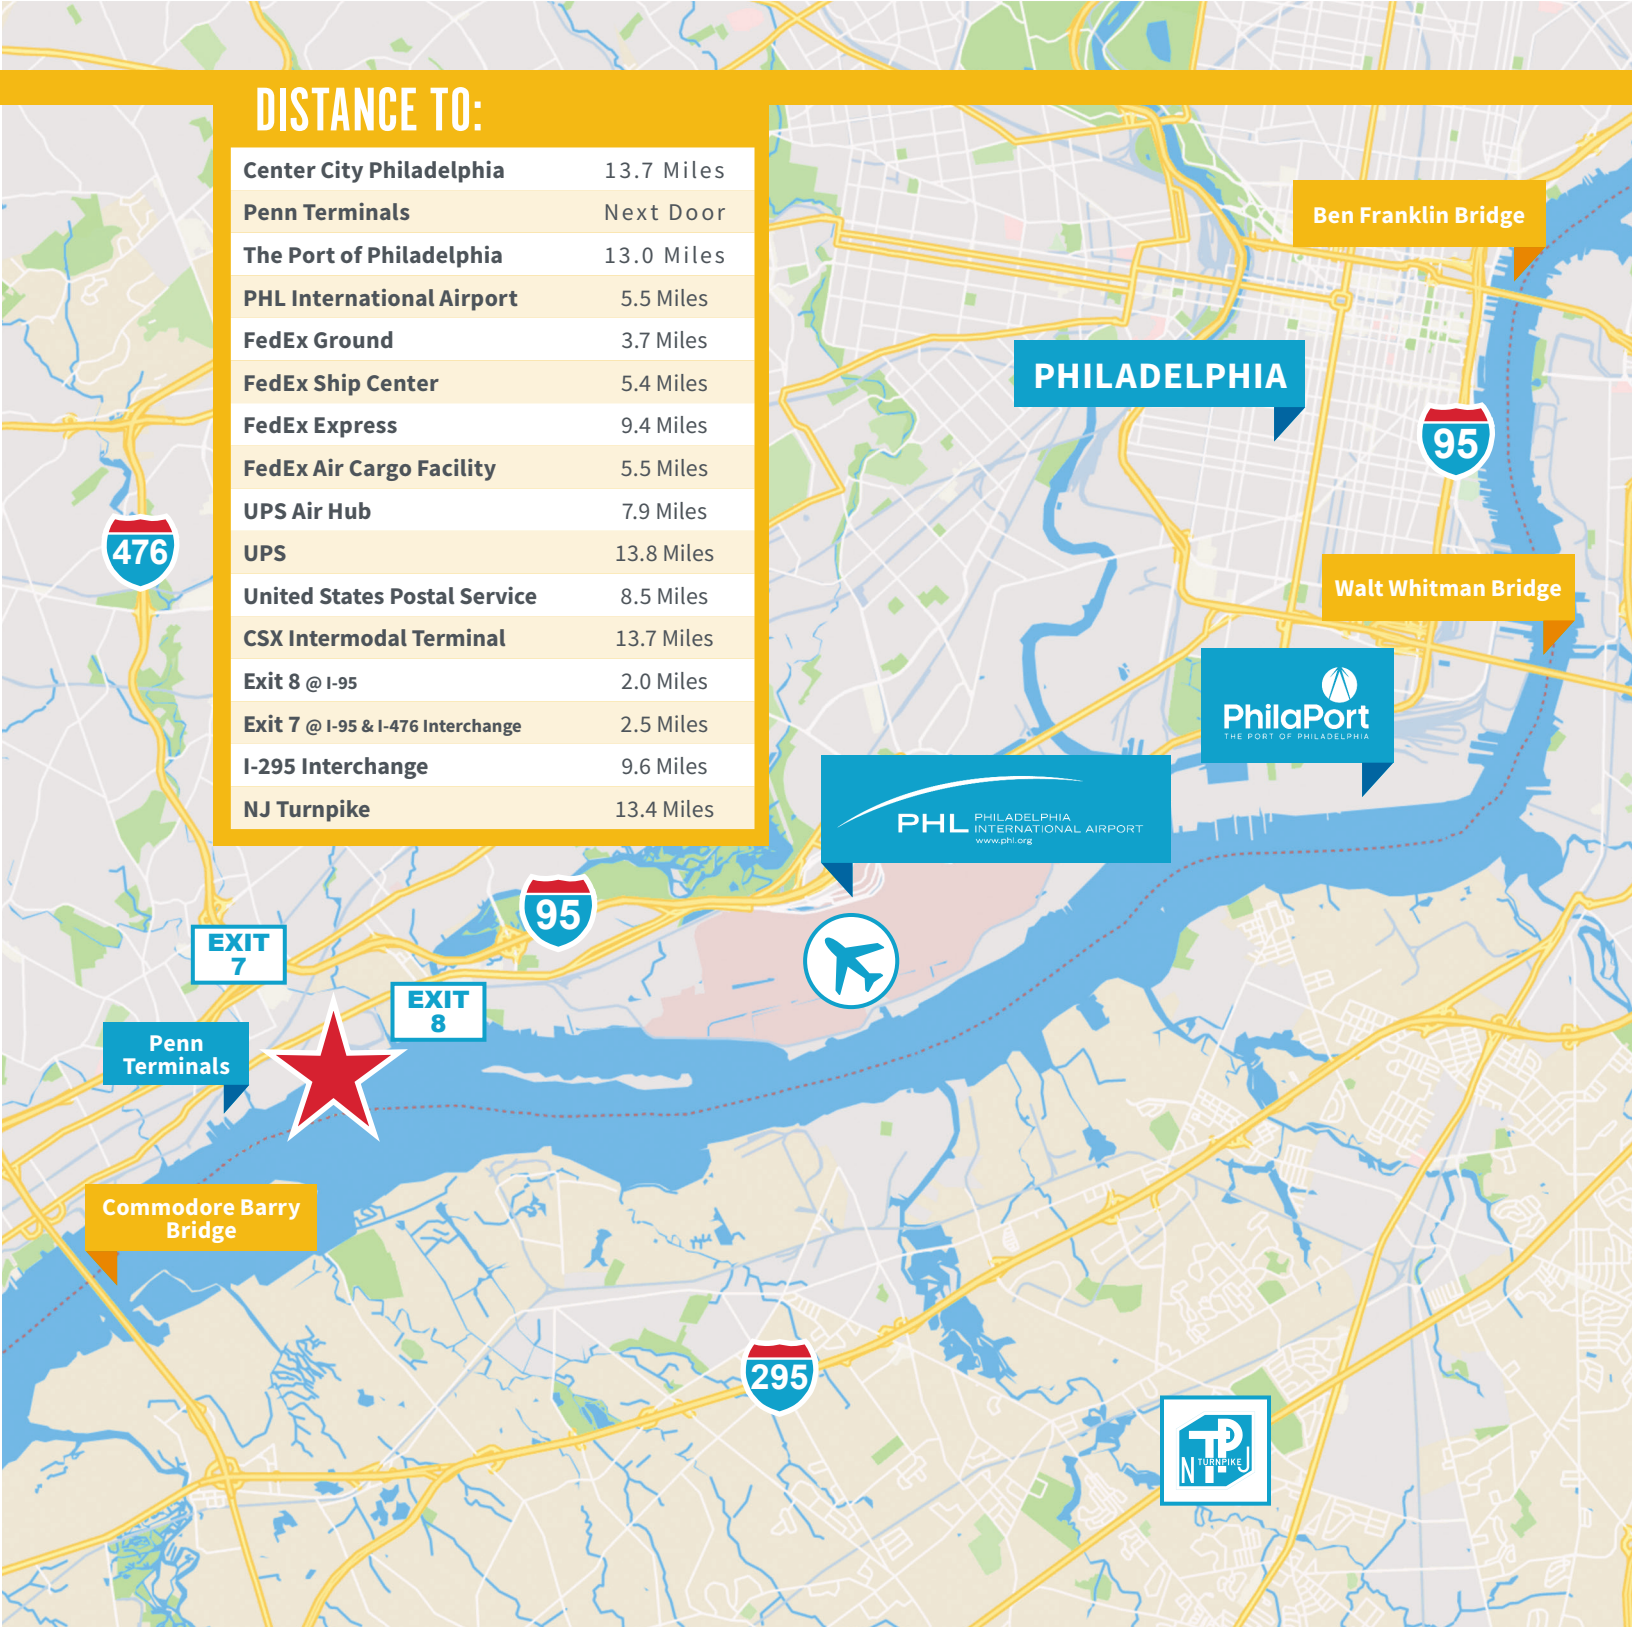 DISTANCE TO:
Center City Philadelphia 13.7 Miles
Penn Terminals Next Door
The Port of Philadelphia 13.0 Miles
PHL International Airport 5.5 Miles
FedEx Ground 3.7 Miles
FedEx Ship Center 5.4 Miles
FedEx Express 9.4 Miles
FedEx Air Cargo Facility 5.5 Miles
UPS Air Hub 7.9 Miles
UPS 13.8 Miles
United States Postal Service 8.5 Miles
CSX Intermodal Terminal 13.7 Miles
Exit 8 @ I-95 2.0 Miles
Exit 7 @ I-95 & I-476 Interchange 2.5 Miles
I-295 Interchange 9.6 Miles
NJ Turnpike 13.4 Miles
Ben Franklin Bridge
PHILADELPHIA
95
476
Walt Whitman Bridge
PhilaPort
THE PORT OF PHILADELPHIA
PHL PHILADELPHIA
INTERNATIONAL AIRPORT
www.phl.org
95
EXIT
7
EXIT
8
Penn
Terminals
Commodore Barry
Bridge
295
TP
N TURNPIKE J